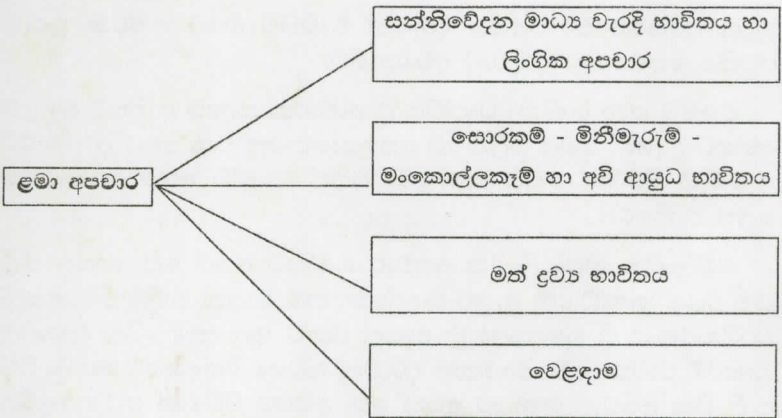 සන්නිවේදන මාධ්‍ය වැරදි භාවිතය හා
ලිංගික අපචාර
සොරකම් - මිනීමැරුම් -
මංකොල්ලකෑම් හා අවි ආයුධ භාවිතය
ළමා අපචාර
මත් ද්‍රව්‍ය භාවිතය
වෙළඳාම